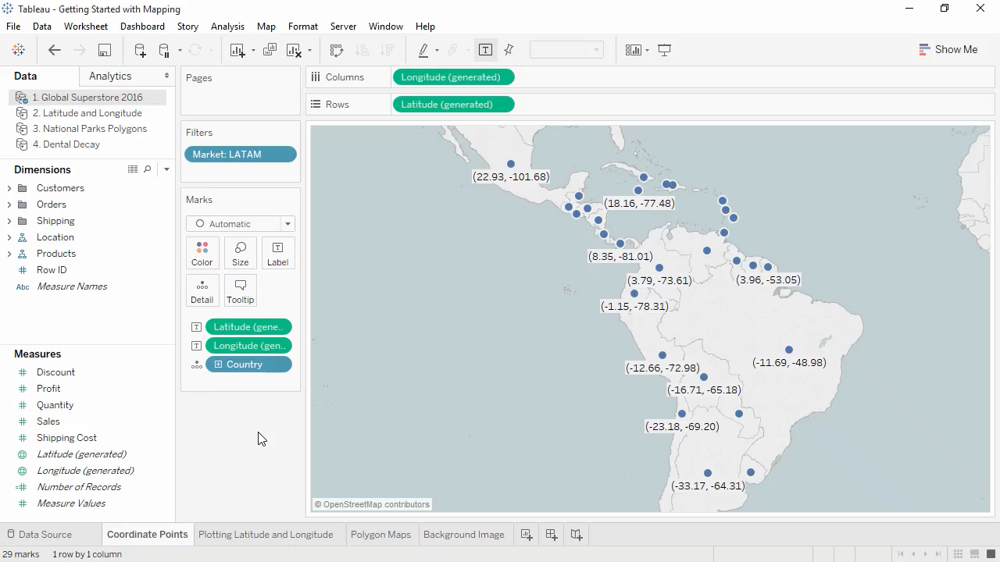 Tableau - Getting Started with Mapping
File Data Worksheet Dashboard Story Analysis Map Format Server Window Help
Show Me
Data Analytics
1. Global Superstore 2016
2. Latitude and Longitude
3. National Parks Polygons
4. Dental Decay
Dimensions
Customers
Orders
Shipping
Location
Products
Row ID
Abc Measure Names
Measures
Discount
Profit
Quantity
Sales
Shipping Cost
Latitude (generated)
Longitude (generated)
Number of Records
Measure Values
Pages
Filters
Market: LATAM
Marks
Automatic
Color Size Label
Detail Tooltip
Latitude (gene..
Longitude (gen..
Country
Columns Longitude (generated)
Rows Latitude (generated)
(22.93, -101.68)
(18.16, -77.48)
(8.35, -81.01)
(3.79, -73.61)
(3.96, -53.05)
(-1.15, -78.31)
(-11.69, -48.98)
(-12.66, -72.98)
(-16.71, -65.18)
(-23.18, -69.20)
(-33.17, -64.31)
© OpenStreetMap contributors
Data Source Coordinate Points Plotting Latitude and Longitude Polygon Maps Background Image
29 marks 1 row by 1 column